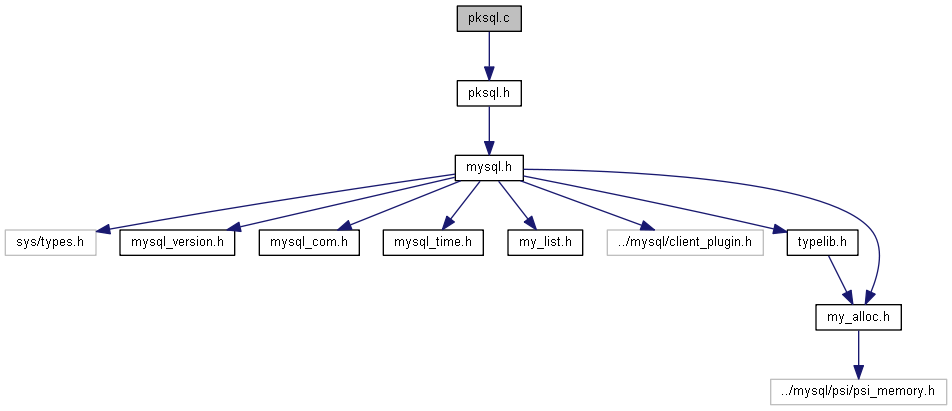 pksql.c
pksql.h
mysql.h
sys/types.h
mysql_version.h
mysql_com.h
mysql_time.h
my_list.h
../mysql/client_plugin.h
typelib.h
my_alloc.h
../mysql/psi/psi_memory.h